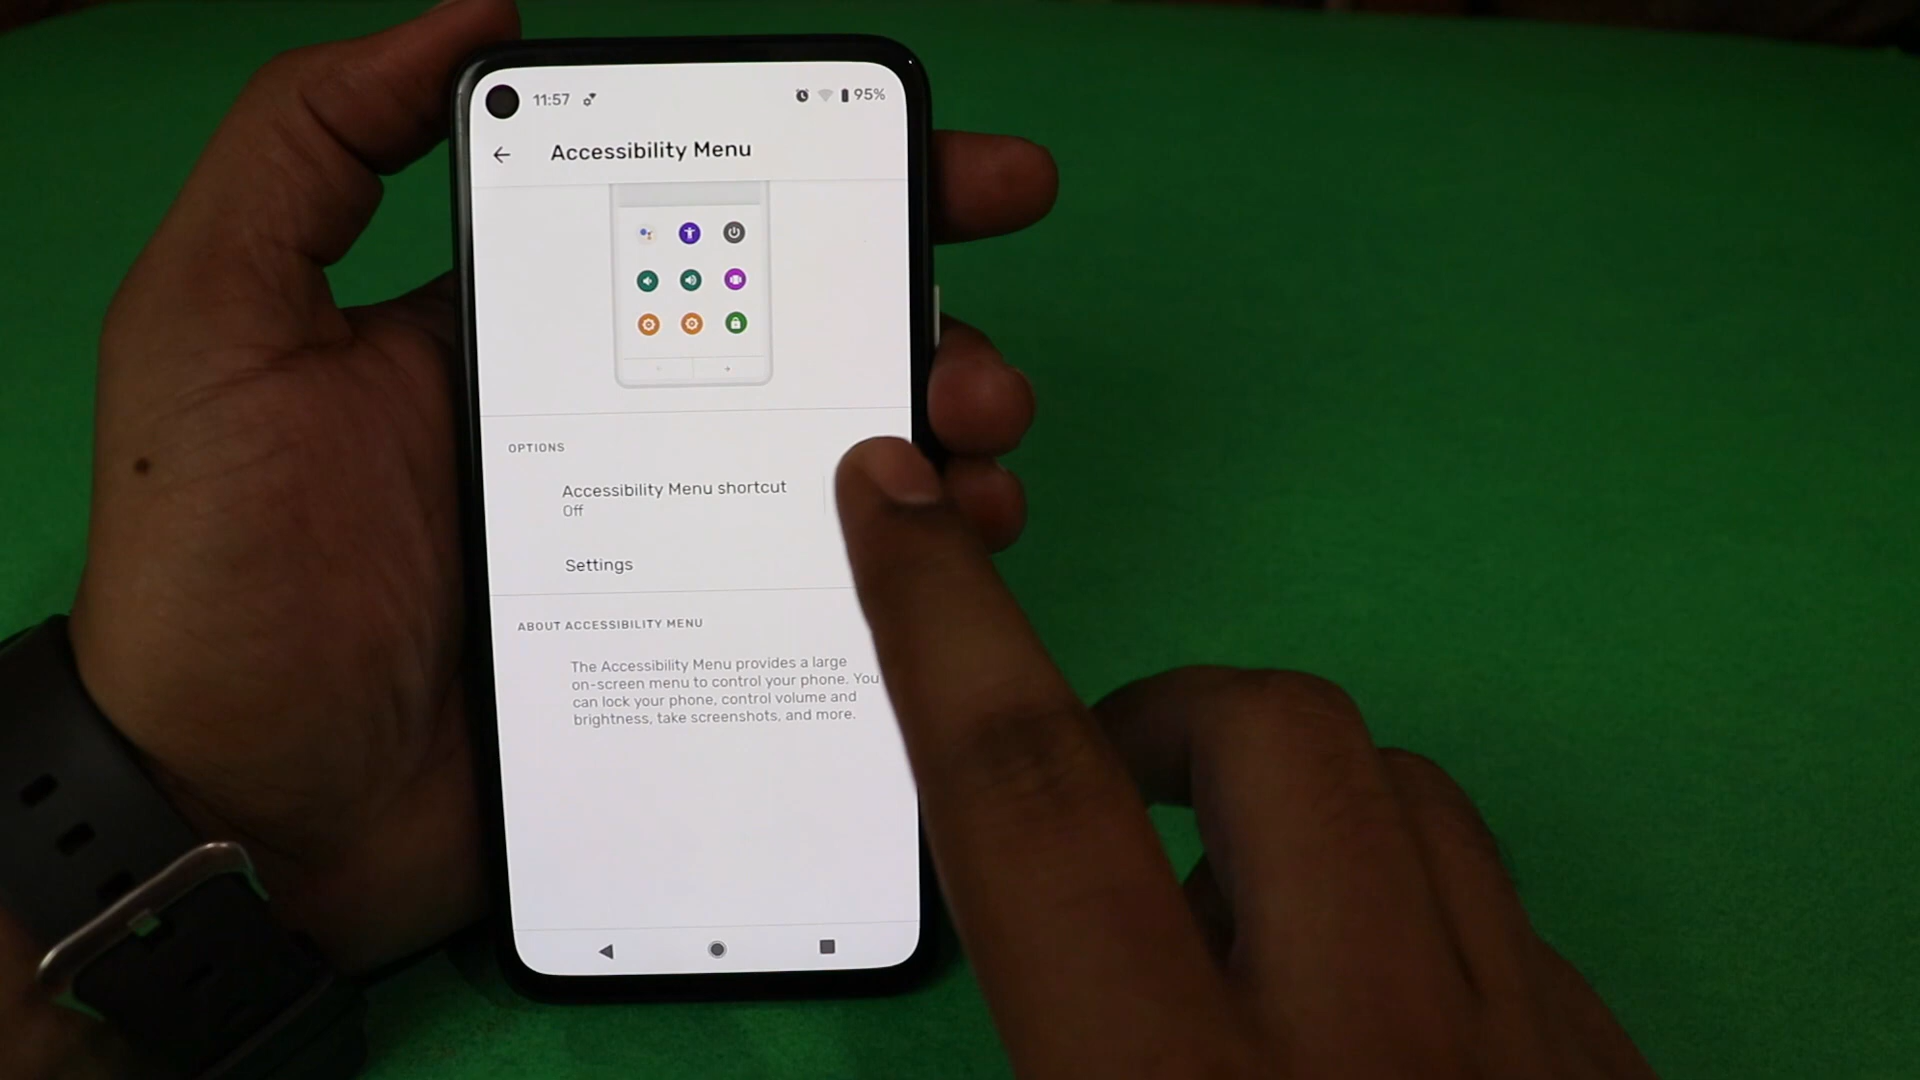 11:57
95%
Accessibility Menu
OPTIONS
Accessibility Menu shortcut
Off
Settings
ABOUT ACCESSIBILITY MENU
The Accessibility Menu provides a large
on-screen menu to control your phone. You
can lock your phone, control volume and
brightness, take screenshots, and more.